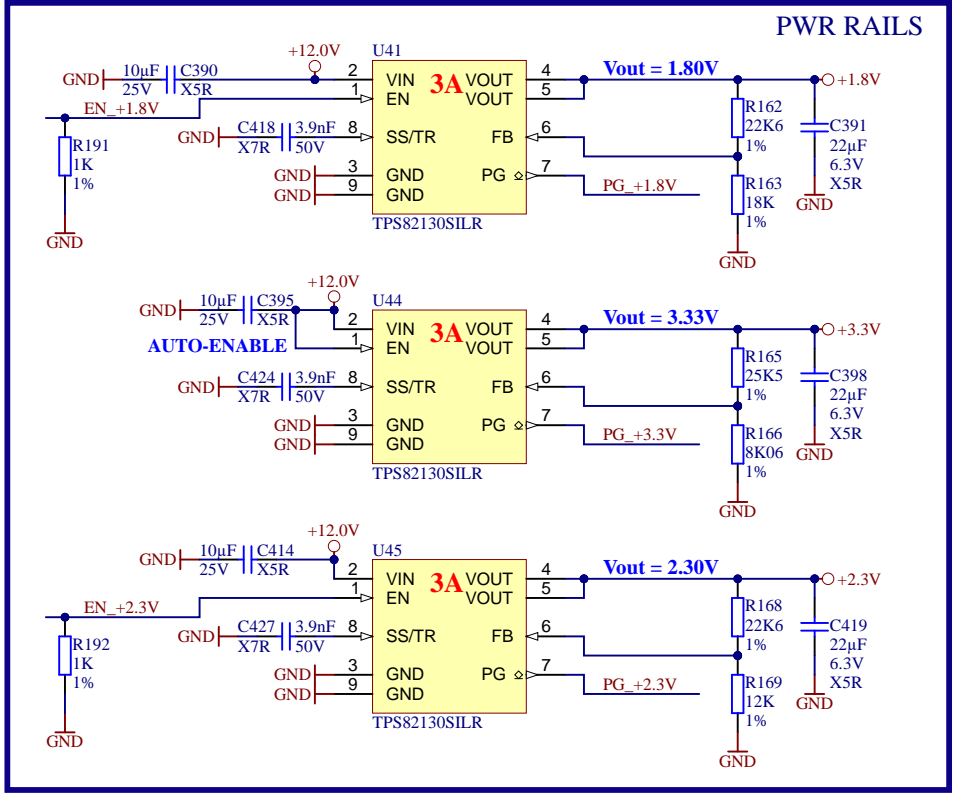 PWR RAILS
+12.0V
U41
10µF C390
GND
25V X5R
EN_+1.8V
R191
1K
1%
GND
C418 3.9nF
GND
X7R 50V
GND
GND
2 VIN
1 EN
8 SS/TR
3 GND
9 GND
3A
VOUT 4
VOUT 5
FB 6
PG 7
TPS82130SILR
Vout = 1.80V
+1.8V
R162
22K6
1%
C391
22µF
6.3V
X5R
GND
PG_+1.8V
R163
18K
1%
GND
+12.0V
U44
10µF C395
GND
25V X5R
AUTO-ENABLE
C424 3.9nF
GND
X7R 50V
GND
GND
2 VIN
1 EN
8 SS/TR
3 GND
9 GND
3A
VOUT 4
VOUT 5
FB 6
PG 7
TPS82130SILR
Vout = 3.33V
+3.3V
R165
25K5
1%
C398
22µF
6.3V
X5R
GND
PG_+3.3V
R166
8K06
1%
GND
+12.0V
U45
10µF C414
GND
25V X5R
EN_+2.3V
R192
1K
1%
GND
C427 3.9nF
GND
X7R 50V
GND
GND
2 VIN
1 EN
8 SS/TR
3 GND
9 GND
3A
VOUT 4
VOUT 5
FB 6
PG 7
TPS82130SILR
Vout = 2.30V
+2.3V
R168
22K6
1%
C419
22µF
6.3V
X5R
GND
PG_+2.3V
R169
12K
1%
GND